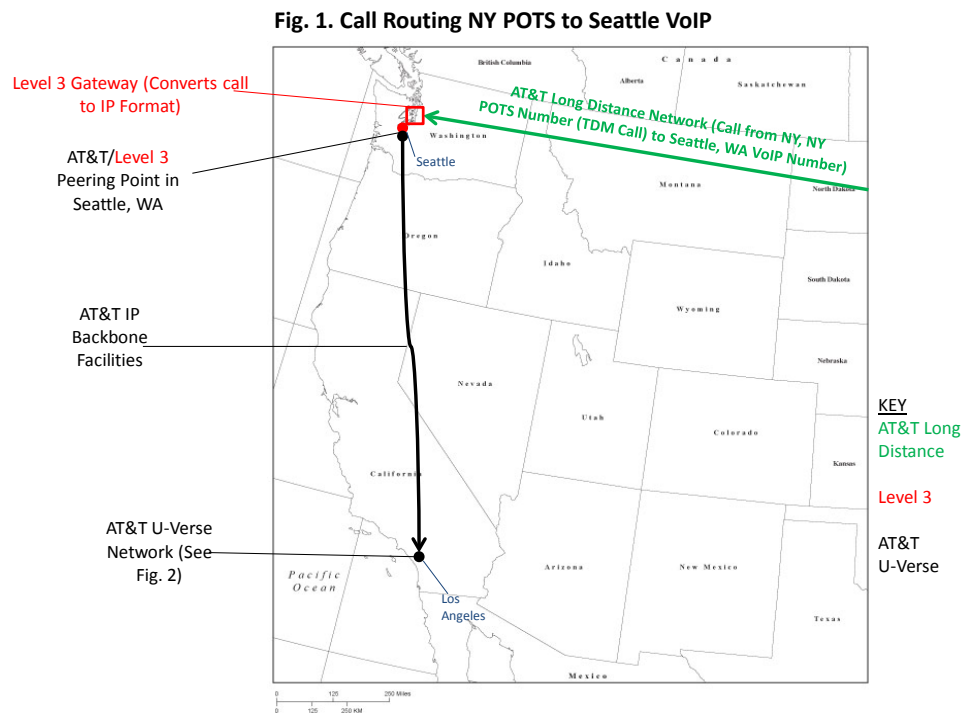 Fig. 1. Call Routing NY POTS to Seattle VoIP
Level 3 Gateway (Converts call
to IP Format)
AT&T/Level 3
Peering Point in
Seattle, WA
AT&T IP
Backbone
Facilities
AT&T U-Verse
Network (See
Fig. 2)
AT&T Long Distance Network (Call from NY, NY
POTS Number (TDM Call) to Seattle, WA VoIP Number)
British Columbia
Canada
Alberta
Saskatchewan
Washington
Seattle
Montana
North Dakota
Oregon
Idaho
South Dakota
Wyoming
Nebraska
Nevada
Utah
Colorado
Kansas
California
Arizona
New Mexico
Texas
Pacific
Ocean
Los
Angeles
Mexico
KEY
AT&T Long
Distance
Level 3
AT&T
U-Verse
0 125 250 Miles
0 125 250 KM